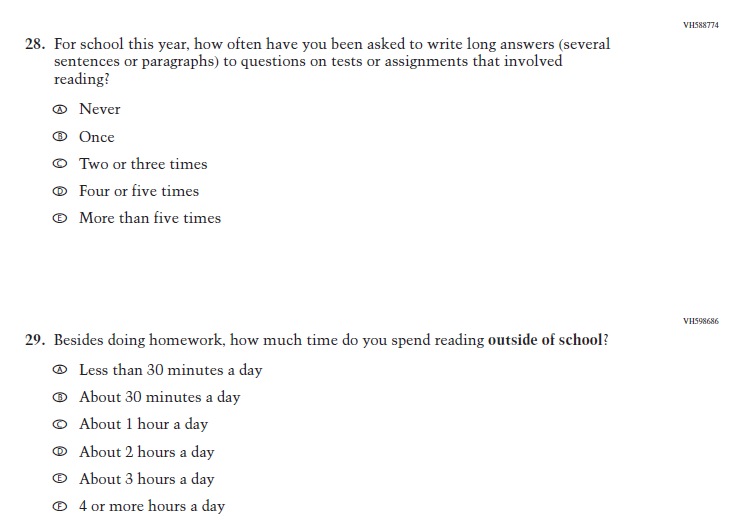 VH588774
28. For school this year, how often have you been asked to write long answers (several
sentences or paragraphs) to questions on tests or assignments that involved
reading?
A Never
B Once
C Two or three times
D Four or five times
E More than five times
VH598686
29. Besides doing homework, how much time do you spend reading outside of school?
A Less than 30 minutes a day
B About 30 minutes a day
C About 1 hour a day
D About 2 hours a day
E About 3 hours a day
F 4 or more hours a day